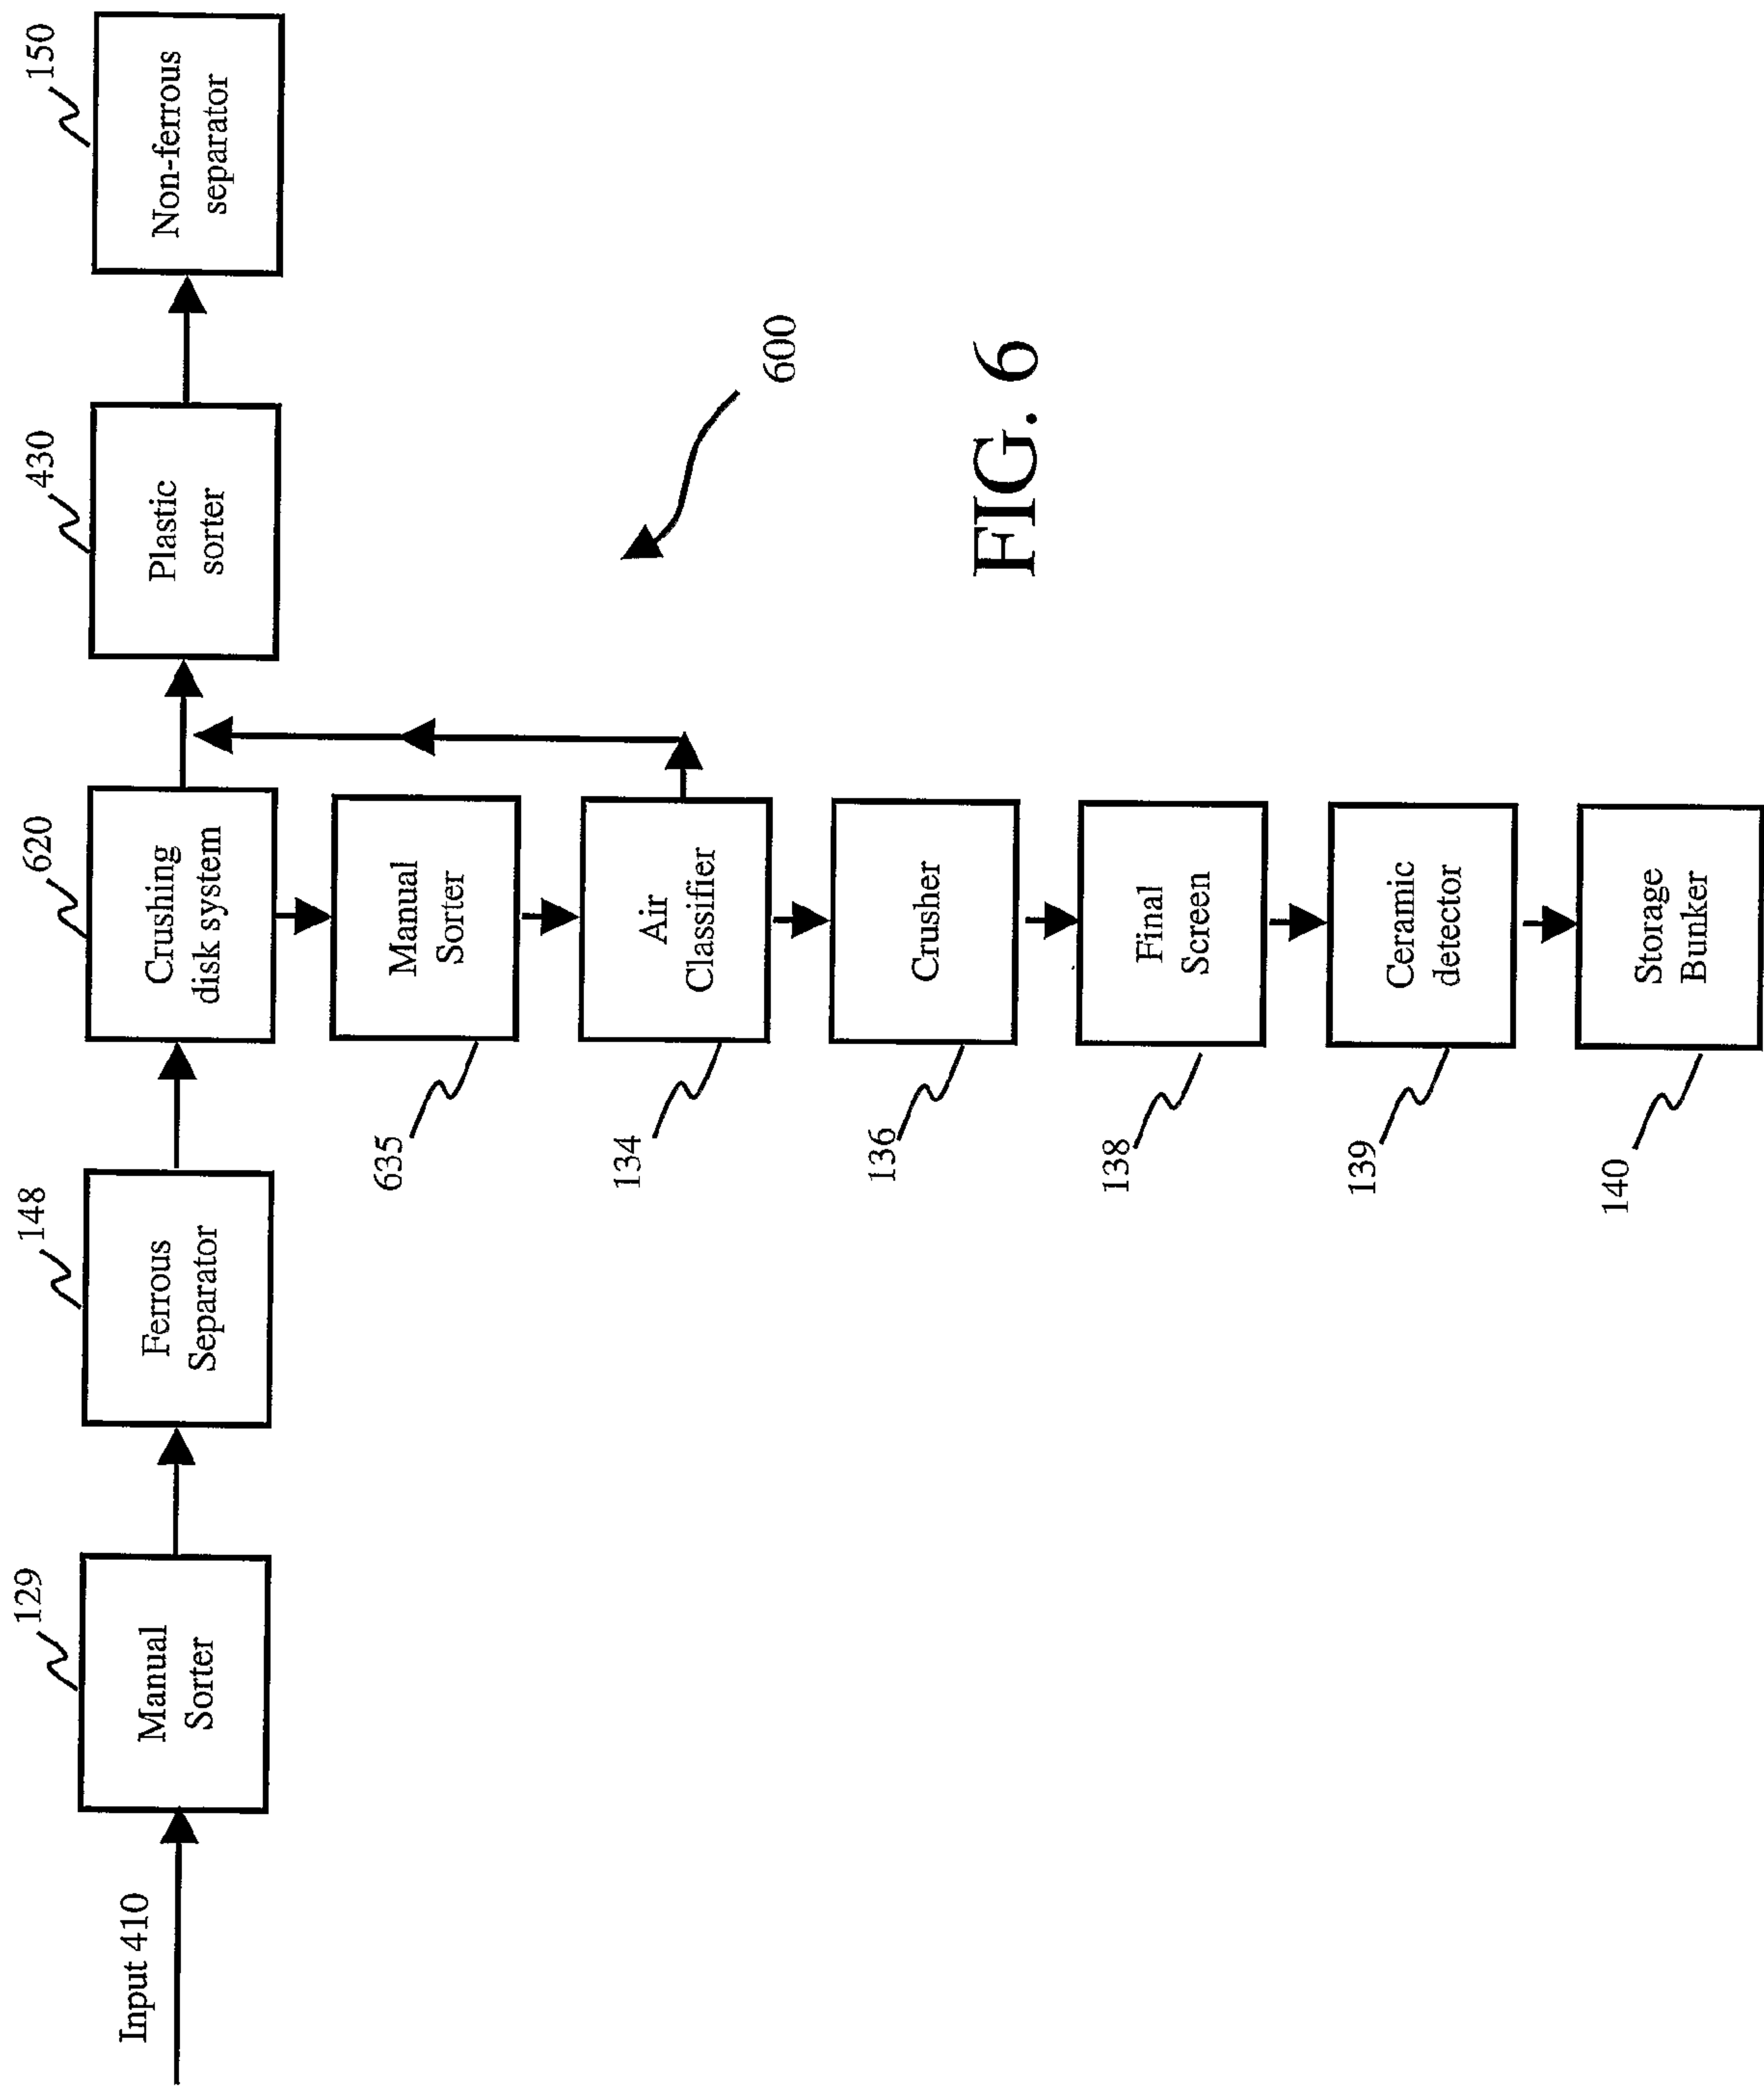 Input 410
129
Manual
Sorter
148
Ferrous
Separator
620
Crushing
disk system
430
Plastic
sorter
150
Non-ferrous
separator
635
Manual
Sorter
134
Air
Classifier
136
Crusher
138
Final
Screen
139
Ceramic
detector
140
Storage
Bunker
600
FIG. 6